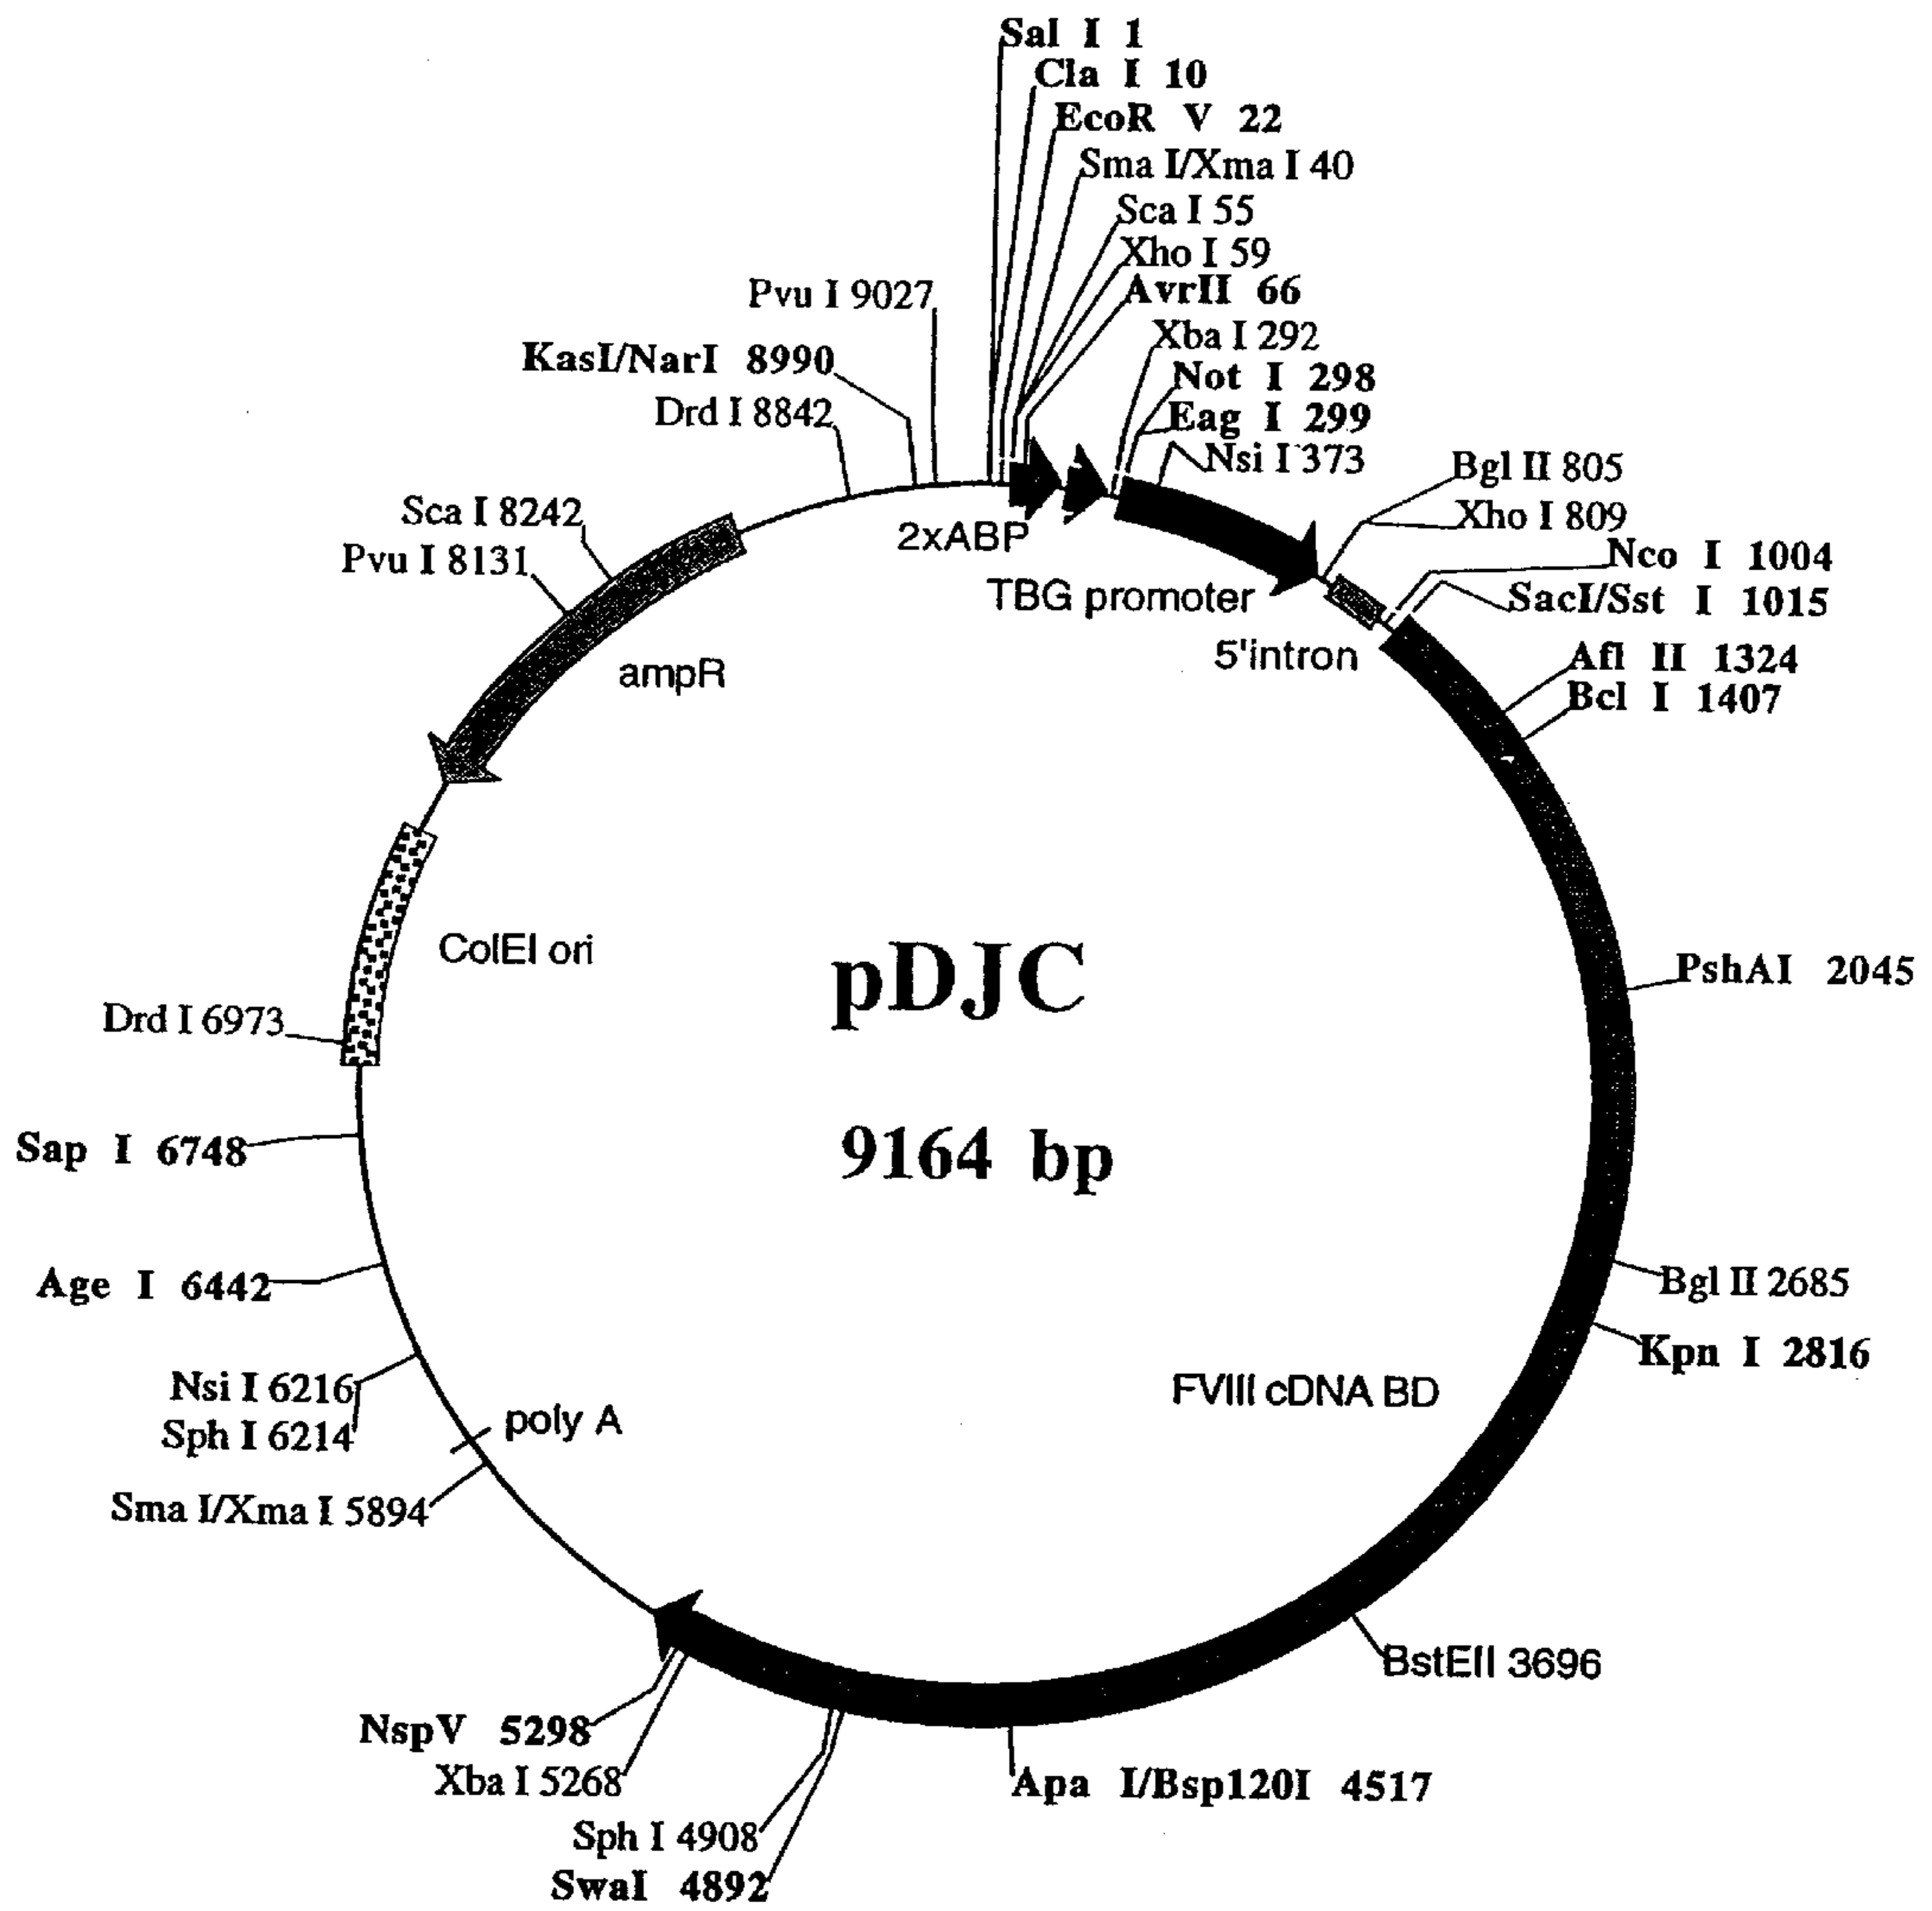 Sal I 1
Cla I 10
EcoR V 22
Sma I/Xma I 40
Sca I 55
Xho I 59
AvrII 66
Xba I 292
Not I 298
Eag I 299
Nsi I 373
Bgl II 805
Xho I 809
Nco I 1004
SacI/Sst I 1015
Afl II 1324
Bcl I 1407
PshAI 2045
Bgl II 2685
Kpn I 2816
BstEII 3696
Apa I/Bsp120I 4517
SwaI 4892
Sph I 4908
Xba I 5268
NspV 5298
Sma I/Xma I 5894
Sph I 6214
Nsi I 6216
Age I 6442
Sap I 6748
Drd I 6973
Pvu I 8131
Sca I 8242
Drd I 8842
KasI/NarI 8990
Pvu I 9027
2xABP
TBG promoter
5'intron
FVIII cDNA BD
poly A
ColEI ori
ampR
pDJC
9164 bp